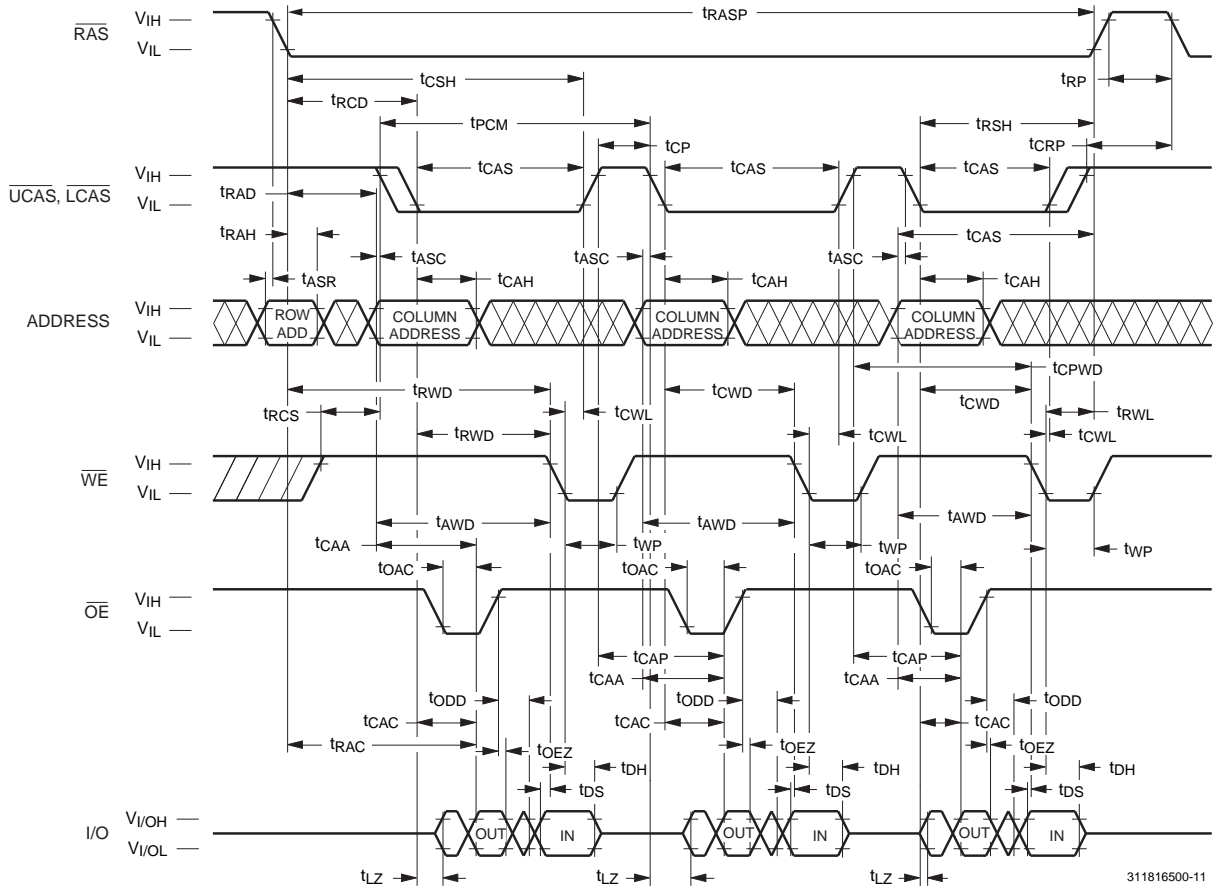 RAS
VIH
VIL
tRASP
tRP
tCSH
tRCD
tPCM
tCP
tRSH
tCRP
UCAS, LCAS
VIH
VIL
tCAS
tCAS
tCAS
tRAD
tRAH
tCAS
tASR
tASC
tCAH
tASC
tCAH
tASC
tCAH
ADDRESS
VIH
VIL
ROW ADD
COLUMN ADDRESS
COLUMN ADDRESS
COLUMN ADDRESS
tCPWD
tRWD
tCWD
tCWD
tRCS
tCWL
tRWL
tRWD
tCWL
tCWL
WE
VIH
VIL
tAWD
tAWD
tAWD
tCAA
tWP
tWP
tWP
tOAC
tOAC
tOAC
OE
VIH
VIL
tCAP
tCAP
tCAA
tCAA
tODD
tODD
tODD
tCAC
tCAC
tCAC
tRAC
tOEZ
tOEZ
tOEZ
tDH
tDH
tDH
tDS
tDS
tDS
I/O
VI/OH
VI/OL
OUT
IN
OUT
IN
OUT
IN
tLZ
tLZ
tLZ
311816500-11